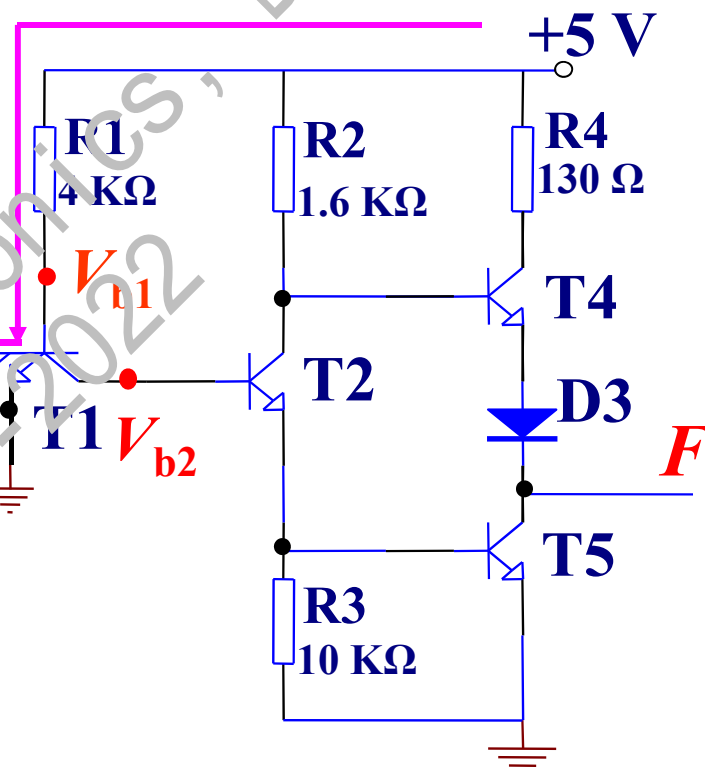 +5 V
R1
4 KΩ
R2
1.6 KΩ
R4
130 Ω
Vb1
T4
T2
D3
T1
Vb2
F
T5
R3
10 KΩ
onics,
2022